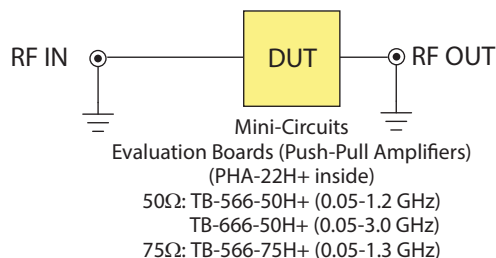 RF IN DUT RF OUT
Mini-Circuits
Evaluation Boards (Push-Pull Amplifiers)
(PHA-22H+ inside)
50Ω: TB-566-50H+ (0.05-1.2 GHz)
TB-666-50H+ (0.05-3.0 GHz)
75Ω: TB-566-75H+ (0.05-1.3 GHz)